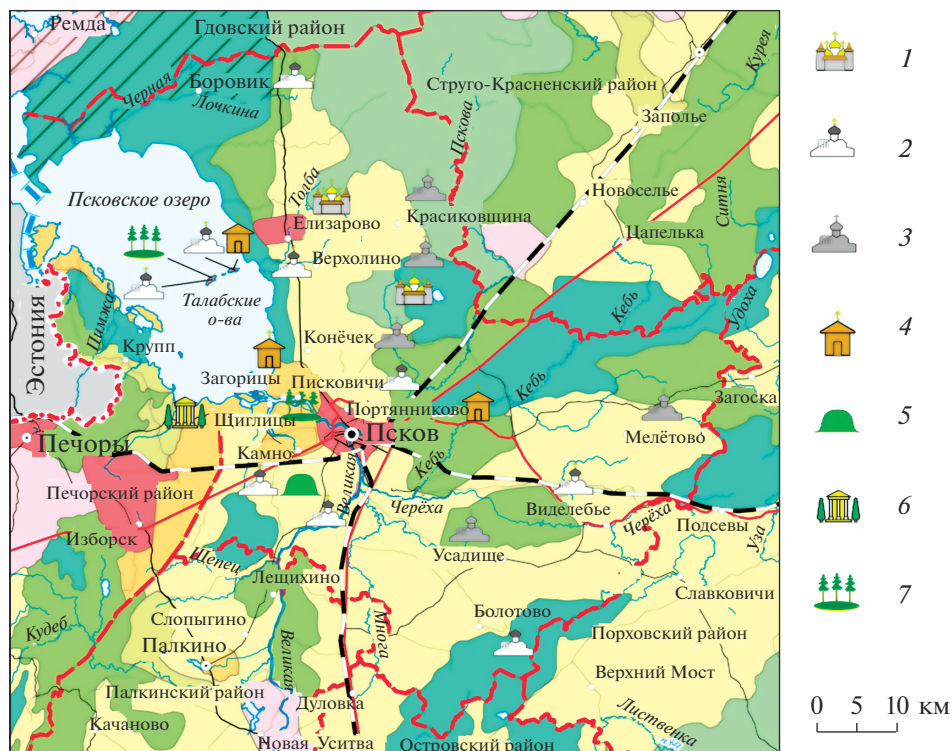 Ремда
Гдовский район
Черная
Боровик
Лочкина
Струго-Красненский район
Курея
Пскова
Заполье
Псковское озеро
Толба
Новоселье
Ситня
Елизарово
Красиковщина
Цапелька
Верхолино
Талабские
о-ва
Кебь
Удоха
Эстония
Пимжа
Крупп
Конёчек
Загорицы
Писковичи
Кебь
Загоска
Портянниково
Щиглицы
Псков
Мелётово
Печоры
Камно
Великая
Кебь
Печорский район
Черёха
Виделебье
Черёха
Подсевы
Уза
Изборск
Усадище
Щепец
Лещихино
Славковичи
Кудеб
Слопыгино
Многа
Болотово
Порховский район
Палкино
Великая
Верхний Мост
Палкинский район
Дуловка
Качаново
Лиственка
Новая Уситва
Островский район
1
2
3
4
5
6
7
0 5 10 км